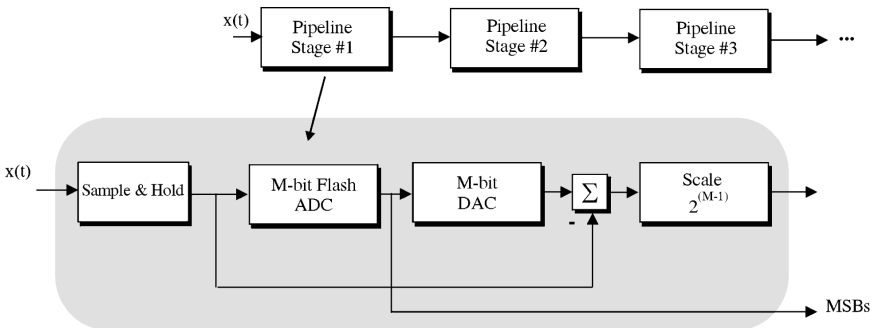 x(t)
Pipeline
Stage #1
Pipeline
Stage #2
Pipeline
Stage #3
...
x(t)
Sample & Hold
M-bit Flash
ADC
M-bit
DAC
Σ
-
Scale
2^(M-1)
MSBs